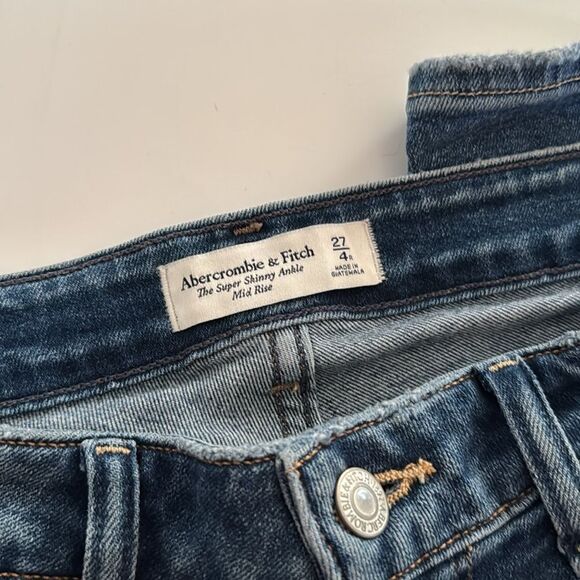 Abercrombie & Fitch
The Super Skinny Ankle
Mid Rise
27
4R
MADE IN
GUATEMALA
ABERCROMBIE